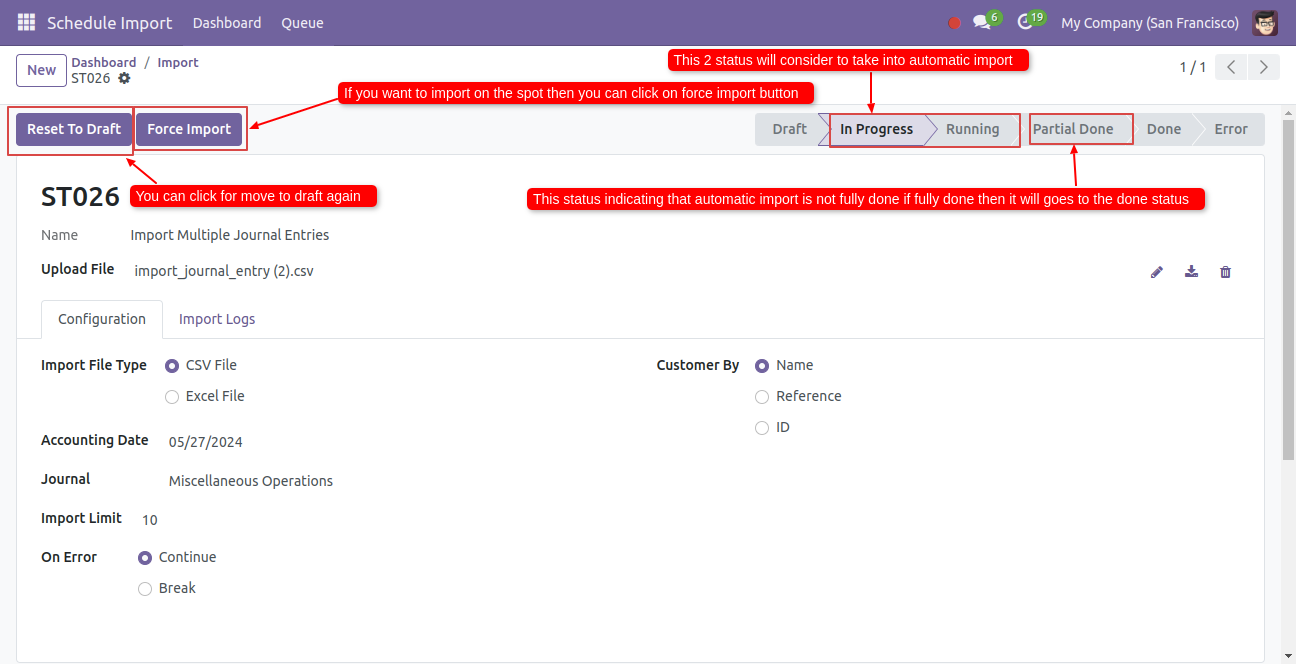 Schedule Import Dashboard Queue 6 19 My Company (San Francisco)
New Dashboard / Import
ST026
This 2 status will consider to take into automatic import
1 / 1
If you want to import on the spot then you can click on force import button
Reset To Draft Force Import Draft In Progress Running Partial Done Done Error
ST026
You can click for move to draft again
This status indicating that automatic import is not fully done if fully done then it will goes to the done status
Name Import Multiple Journal Entries
Upload File import_journal_entry (2).csv
Configuration Import Logs
Import File Type CSV File Customer By Name
Excel File Reference
ID
Accounting Date 05/27/2024
Journal Miscellaneous Operations
Import Limit 10
On Error Continue
Break